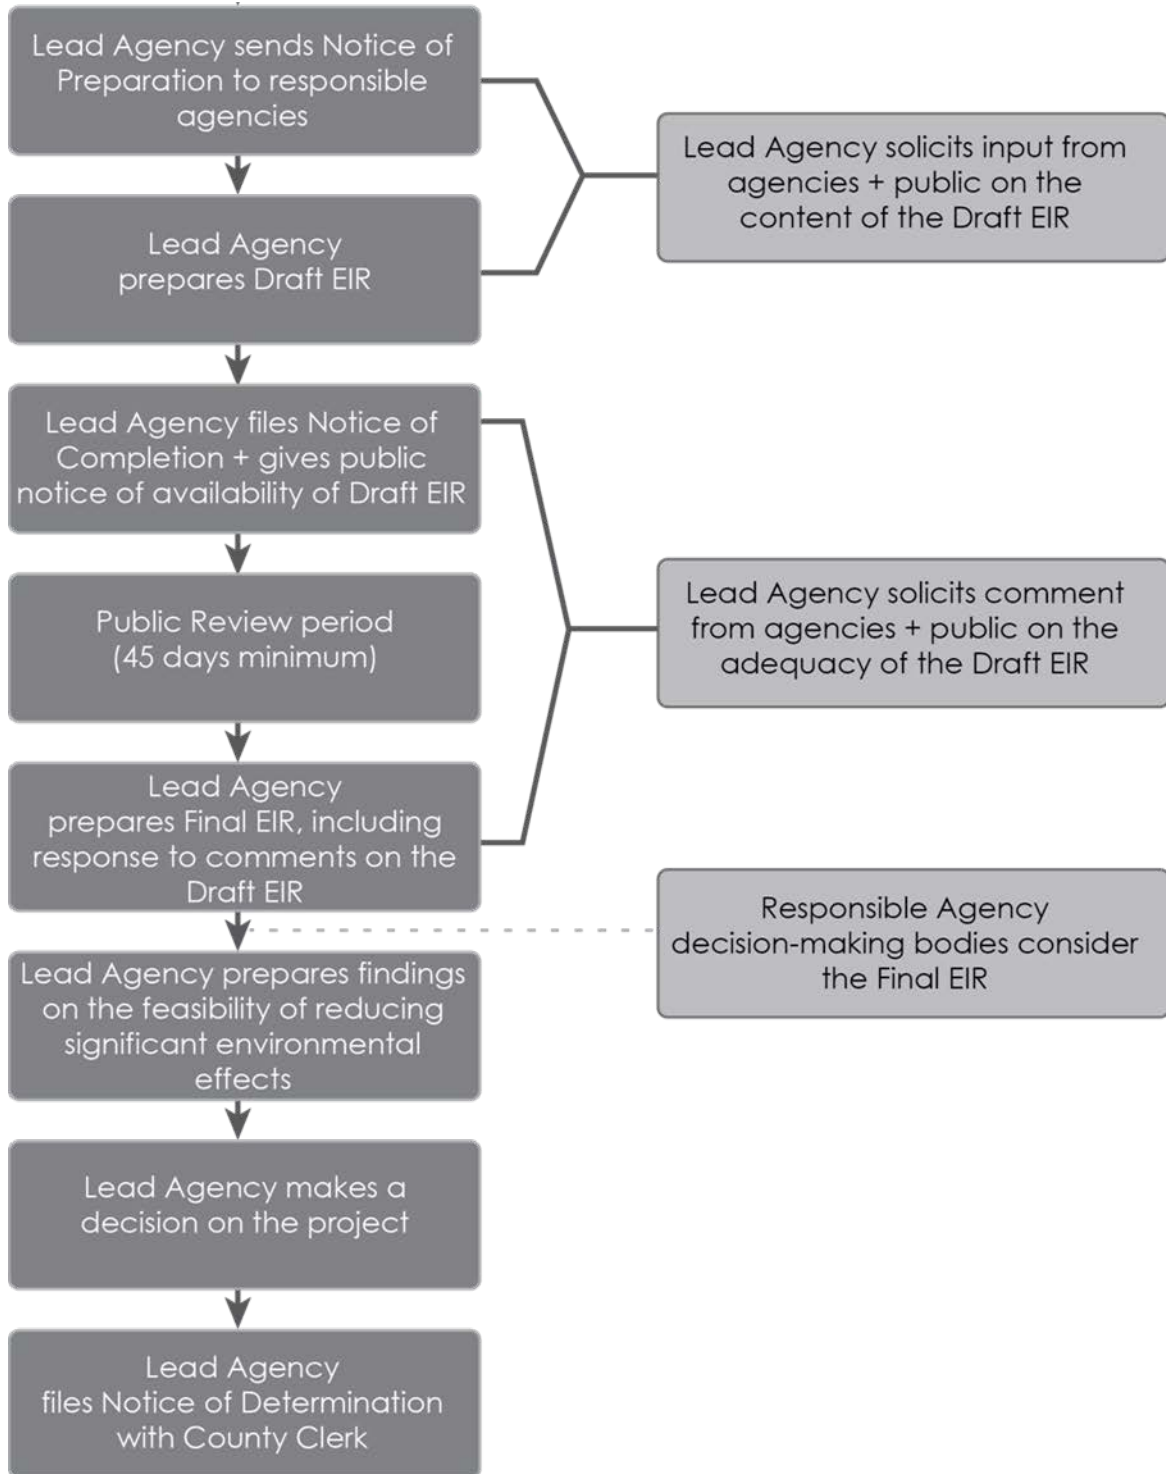 Lead Agency sends Notice of
Preparation to responsible
agencies
Lead Agency solicits input from
agencies + public on the
content of the Draft EIR
Lead Agency
prepares Draft EIR
Lead Agency files Notice of
Completion + gives public
notice of availability of Draft EIR
Public Review period
(45 days minimum)
Lead Agency solicits comment
from agencies + public on the
adequacy of the Draft EIR
Lead Agency
prepares Final EIR, including
response to comments on the
Draft EIR
Responsible Agency
decision-making bodies consider
the Final EIR
Lead Agency prepares findings
on the feasibility of reducing
significant environmental
effects
Lead Agency makes a
decision on the project
Lead Agency
files Notice of Determination
with County Clerk